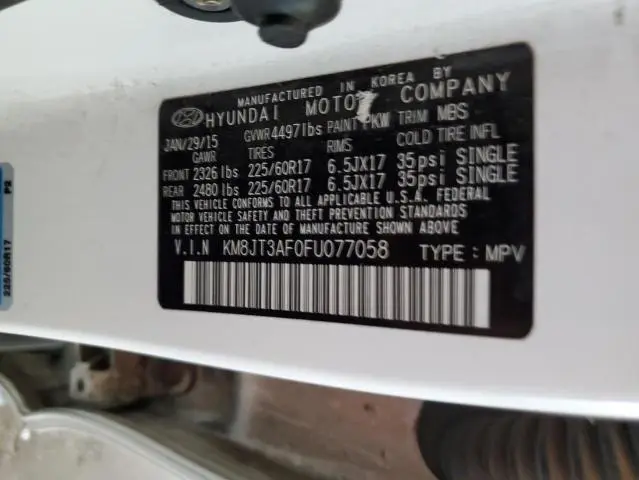 MANUFACTURED IN KOREA BY
HYUNDAI MOTOR COMPANY
JAN/29/15 GVWR 4497lbs PAINT PKW TRIM MBS
GAWR TIRES RIMS COLD TIRE INFL
FRONT 2326 lbs 225/60R17 6.5JX17 35psi SINGLE
REAR 2480 lbs 225/60R17 6.5JX17 35psi SINGLE
THIS VEHICLE CONFORMS TO ALL APPLICABLE U.S.A. FEDERAL
MOTOR VEHICLE SAFETY AND THEFT PREVENTION STANDARDS
IN EFFECT ON THE DATE OF MANUFACTURE SHOWN ABOVE.
V.I.N KM8JT3AF0FU077058 TYPE : MPV
P2
225/60R17